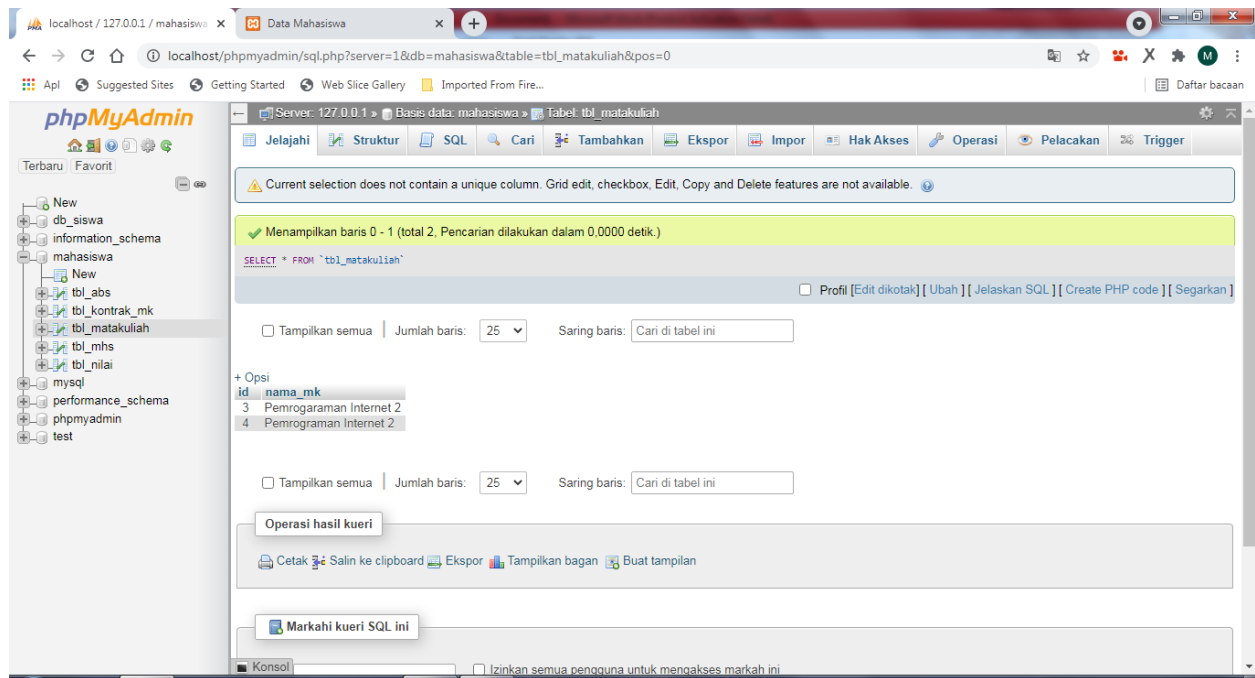 localhost / 127.0.0.1 / mahasiswa
Data Mahasiswa
localhost/phpmyadmin/sql.php?server=1&db=mahasiswa&table=tbl_matakuliah&pos=0
M
Apl Suggested Sites Getting Started Web Slice Gallery Imported From Fire... Daftar bacaan
phpMyAdmin
Terbaru Favorit
New
db_siswa
information_schema
mahasiswa
New
tbl_abs
tbl_kontrak_mk
tbl_matakuliah
tbl_mhs
tbl_nilai
mysql
performance_schema
phpmyadmin
test
Server: 127.0.0.1 » Basis data: mahasiswa » Tabel: tbl_matakuliah
Jelajahi Struktur SQL Cari Tambahkan Ekspor Impor Hak Akses Operasi Pelacakan Trigger
Current selection does not contain a unique column. Grid edit, checkbox, Edit, Copy and Delete features are not available.
Menampilkan baris 0 - 1 (total 2, Pencarian dilakukan dalam 0,0000 detik.)
SELECT * FROM `tbl_matakuliah`
Profil [Edit dikotak] [ Ubah ] [ Jelaskan SQL ] [ Create PHP code ] [ Segarkan ]
Tampilkan semua | Jumlah baris: 25 Saring baris: Cari di tabel ini
+ Opsi
id nama_mk
3 Pemrogaraman Internet 2
4 Pemrograman Internet 2
Tampilkan semua | Jumlah baris: 25 Saring baris: Cari di tabel ini
Operasi hasil kueri
Cetak Salin ke clipboard Ekspor Tampilkan bagan Buat tampilan
Markahi kueri SQL ini
Konsol
Izinkan semua pengguna untuk mengakses markah ini